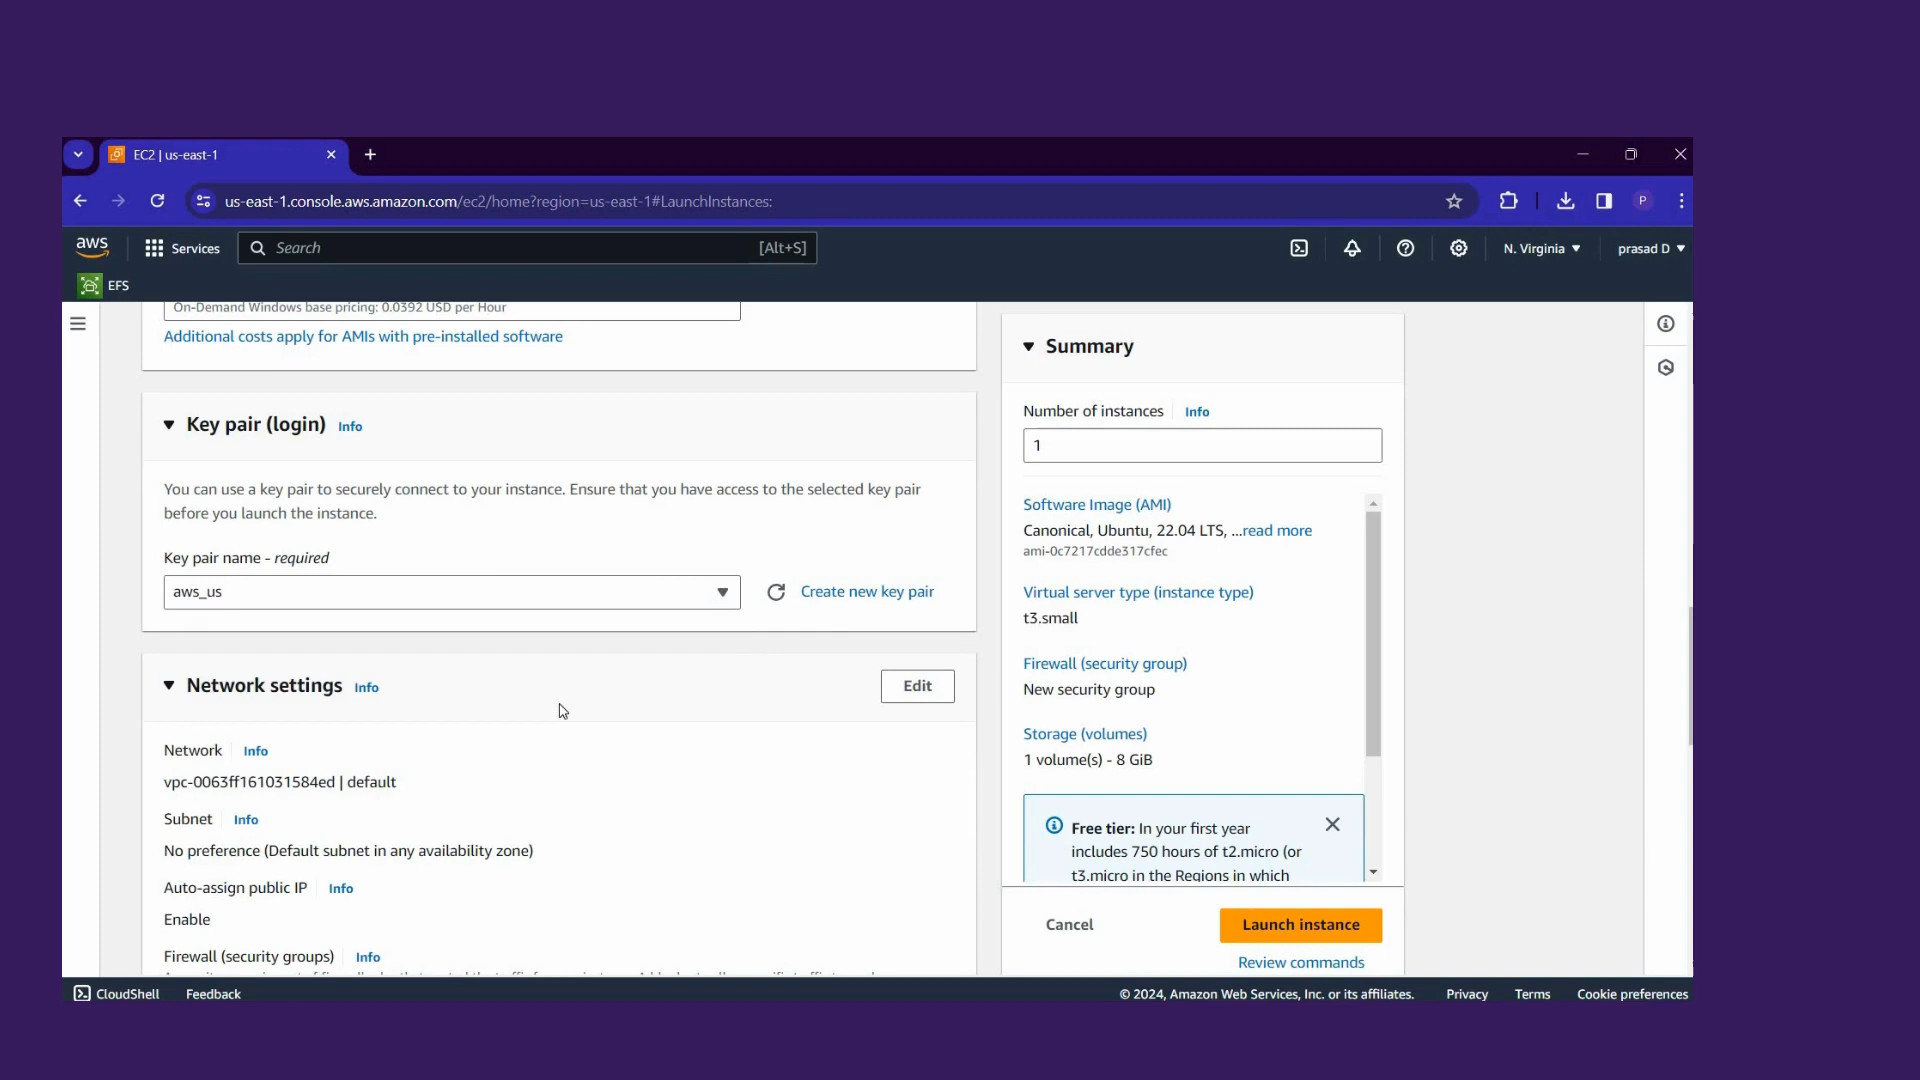 EC2 | us-east-1
us-east-1.console.aws.amazon.com/ec2/home?region=us-east-1#LaunchInstances:
P
aws
Services
Search
[Alt+S]
N. Virginia
prasad D
EFS
On-Demand Windows base pricing: 0.0392 USD per Hour
Additional costs apply for AMIs with pre-installed software
Key pair (login) Info
You can use a key pair to securely connect to your instance. Ensure that you have access to the selected key pair
before you launch the instance.
Key pair name - required
aws_us
Create new key pair
Network settings Info
Edit
Network Info
vpc-0063ff161031584ed | default
Subnet Info
No preference (Default subnet in any availability zone)
Auto-assign public IP Info
Enable
Firewall (security groups) Info
Summary
Number of instances Info
1
Software Image (AMI)
Canonical, Ubuntu, 22.04 LTS, ...read more
ami-0c7217cdde317cfec
Virtual server type (instance type)
t3.small
Firewall (security group)
New security group
Storage (volumes)
1 volume(s) - 8 GiB
Free tier: In your first year
includes 750 hours of t2.micro (or
t3.micro in the Regions in which
Cancel
Launch instance
Review commands
CloudShell
Feedback
© 2024, Amazon Web Services, Inc. or its affiliates.
Privacy
Terms
Cookie preferences